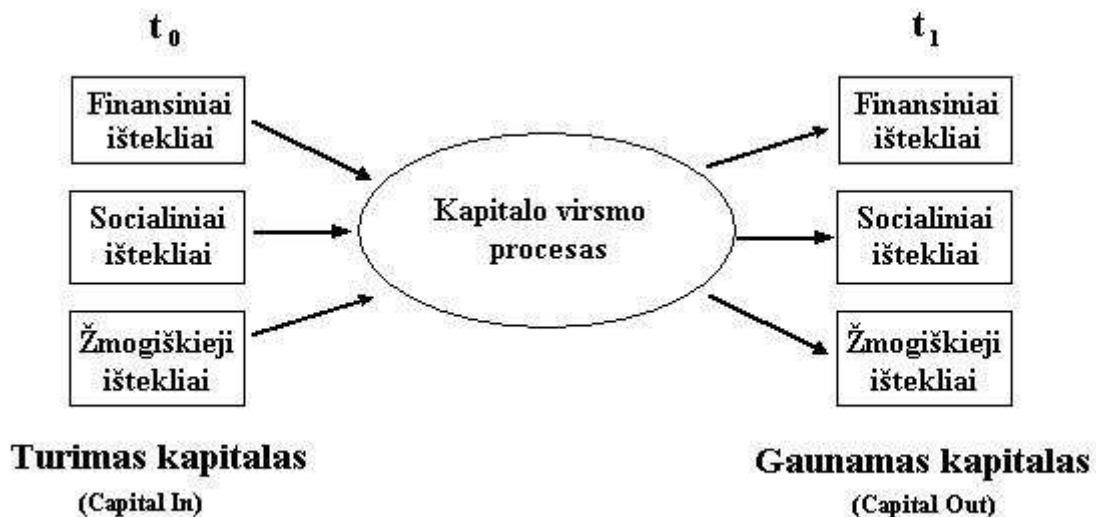 t₀
t₁
Finansiniai
ištekliai
Socialiniai
ištekliai
Žmogiškieji
ištekliai
Kapitalo virsmo
procesas
Finansiniai
ištekliai
Socialiniai
ištekliai
Žmogiškieji
ištekliai
Turimas kapitalas
(Capital In)
Gaunamas kapitalas
(Capital Out)